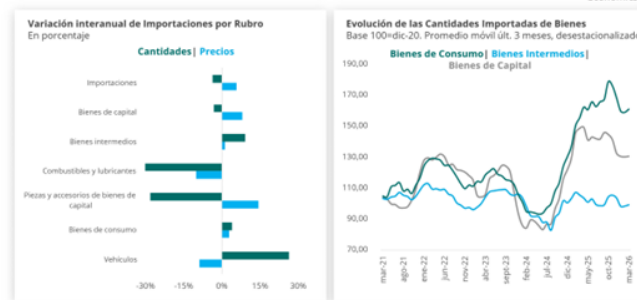 Variación interanual de Importaciones por Rubro
En porcentaje
Cantidades| Precios
Importaciones
Bienes de capital
Bienes intermedios
Combustibles y lubricantes
Piezas y accesorios de bienes de
capital
Bienes de consumo
Vehículos
-30% -15% 0% 15% 30%
Evolución de las Cantidades Importadas de Bienes
Base 100=dic-20. Promedio móvil últ. 3 meses, desestacionalizado
Bienes de Consumo| Bienes Intermedios|
Bienes de Capital
190,00
170,00
150,00
130,00
110,00
90,00
70,00
mar-21 ago-21 ene-22 jun-22 nov-22 abr-23 sept-23 feb-24 jul-24 dic-24 may-25 oct-25 mar-26